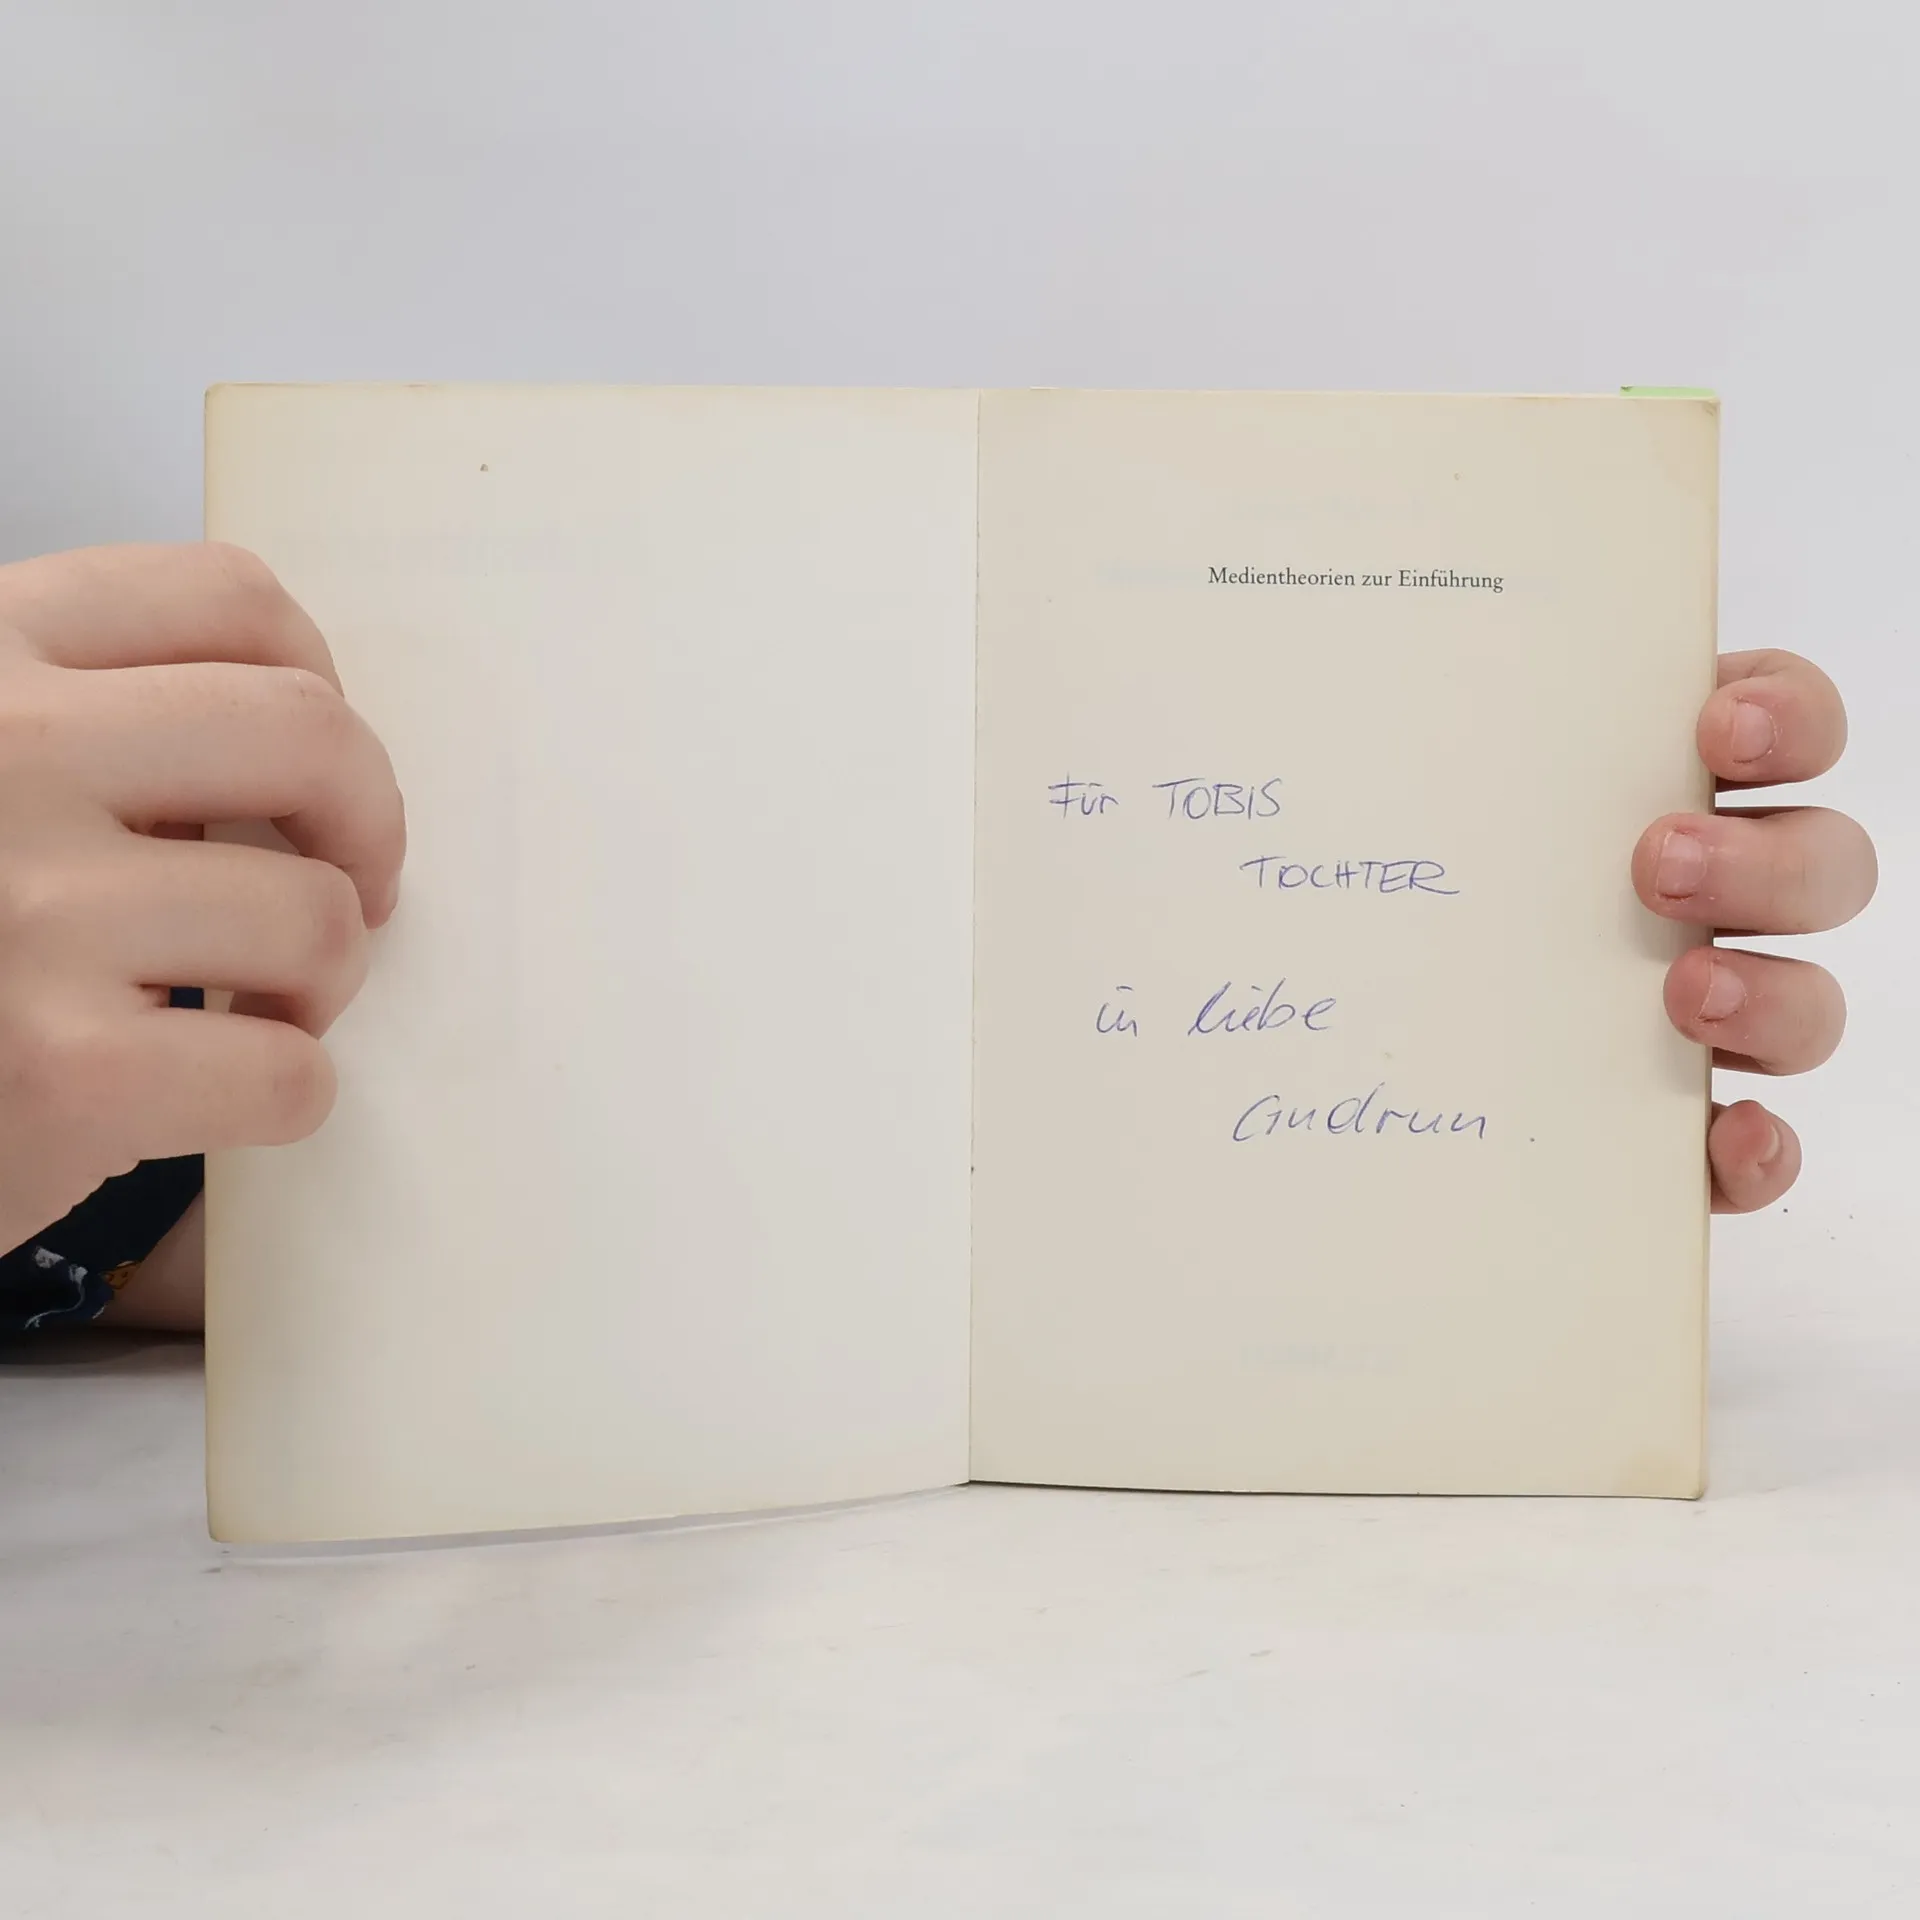 Medientheorien zur Einführung
Für TOBIS
TOCHTER
in liebe
Gudrun.